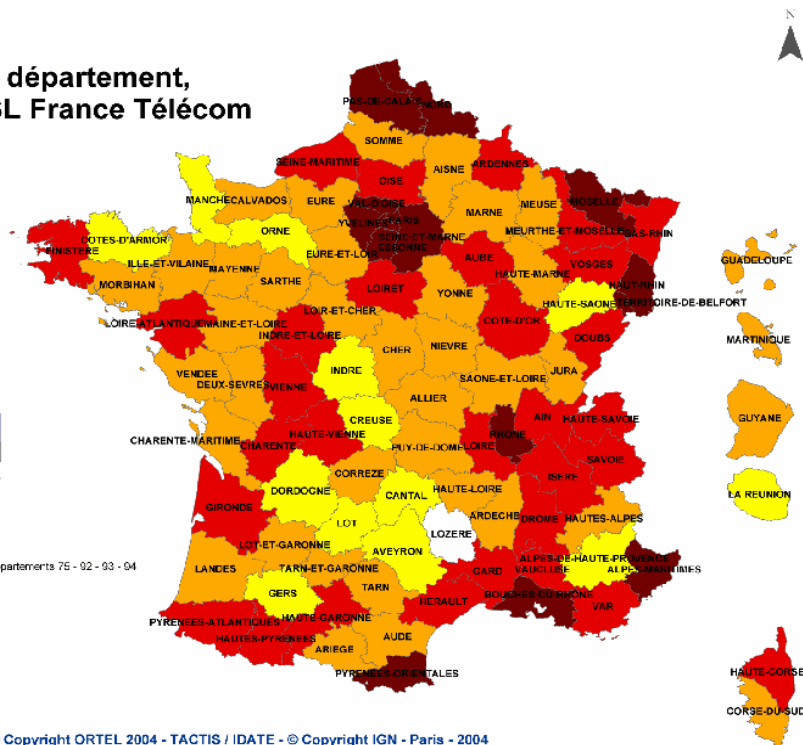 N
département,
SL France Télécom
PAS-DE-CALAIS
NORD
SOMME
SEINE-MARITIME
AISNE
ARDENNES
OISE
MANCHE
CALVADOS
EURE
VAL-D'OISE
MEUSE
MOSELLE
YVELINES
PARIS
MARNE
BAS-RHIN
ORNE
SEINE-ET-MARNE
MEURTHE-ET-MOSELLE
ESSONNE
COTES-D'ARMOR
FINISTERE
ILLE-ET-VILAINE
EURE-ET-LOIR
AUBE
VOSGES
GUADELOUPE
MAYENNE
HAUTE-MARNE
MORBIHAN
SARTHE
LOIRET
YONNE
HAUT-RHIN
HAUTE-SAONE
TERRITOIRE-DE-BELFORT
LOIR-ET-CHER
LOIRE-ATLANTIQUE
MAINE-ET-LOIRE
COTE-D'OR
INDRE-ET-LOIRE
DOUBS
MARTINIQUE
CHER
NIEVRE
VENDEE
INDRE
JURA
DEUX-SEVRES
VIENNE
SAONE-ET-LOIRE
ALLIER
CREUSE
AIN
HAUTE-SAVOIE
GUYANE
CHARENTE-MARITIME
HAUTE-VIENNE
RHONE
CHARENTE
PUY-DE-DOME
LOIRE
SAVOIE
CORREZE
ISERE
DORDOGNE
CANTAL
HAUTE-LOIRE
LA REUNION
GIRONDE
ARDECHE
DROME
HAUTES-ALPES
LOT
LOZERE
LOT-ET-GARONNE
AVEYRON
ALPES-DE-HAUTE-PROVENCE
partements 75 - 92 - 93 - 94
LANDES
TARN-ET-GARONNE
GARD
VAUCLUSE
ALPES-MARITIMES
TARN
GERS
BOUCHES DU RHONE
HERAULT
VAR
HAUTE-GARONNE
PYRENEES-ATLANTIQUES
HAUTES-PYRENEES
AUDE
ARIEGE
PYRENEES-ORIENTALES
HAUTE-CORSE
CORSE-DU-SUD
Copyright ORTEL 2004 - TACTIS / IDATE - © Copyright IGN - Paris - 2004